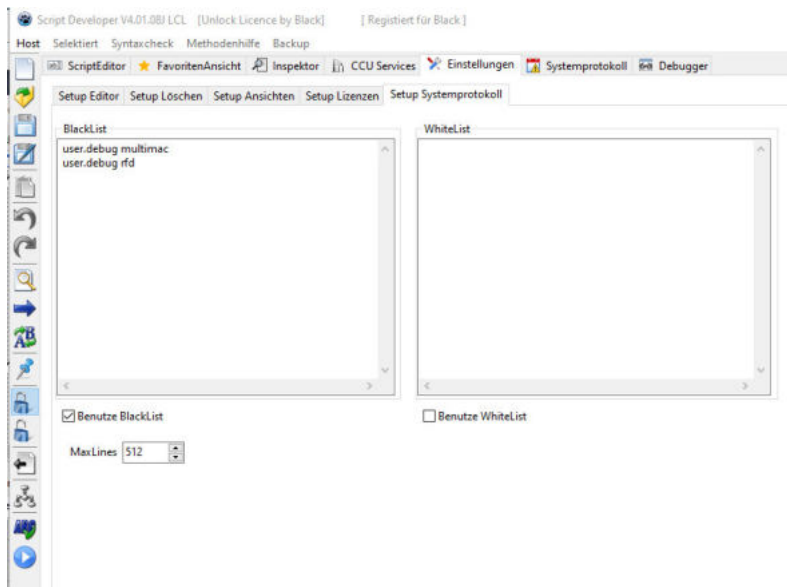 Script Developer V4.01.08J LCL [Unlock Licence by Black] [ Registiert für Black ]
Host Selektiert Syntaxcheck Methodenhilfe Backup
ScriptEditor FavoritenAnsicht Inspektor CCU Services Einstellungen Systemprotokoll Debugger
Setup Editor Setup Löschen Setup Ansichten Setup Lizenzen Setup Systemprotokoll
BlackList WhiteList
user.debug multimac
user.debug rfd
Benutze BlackList Benutze WhiteList
MaxLines 512